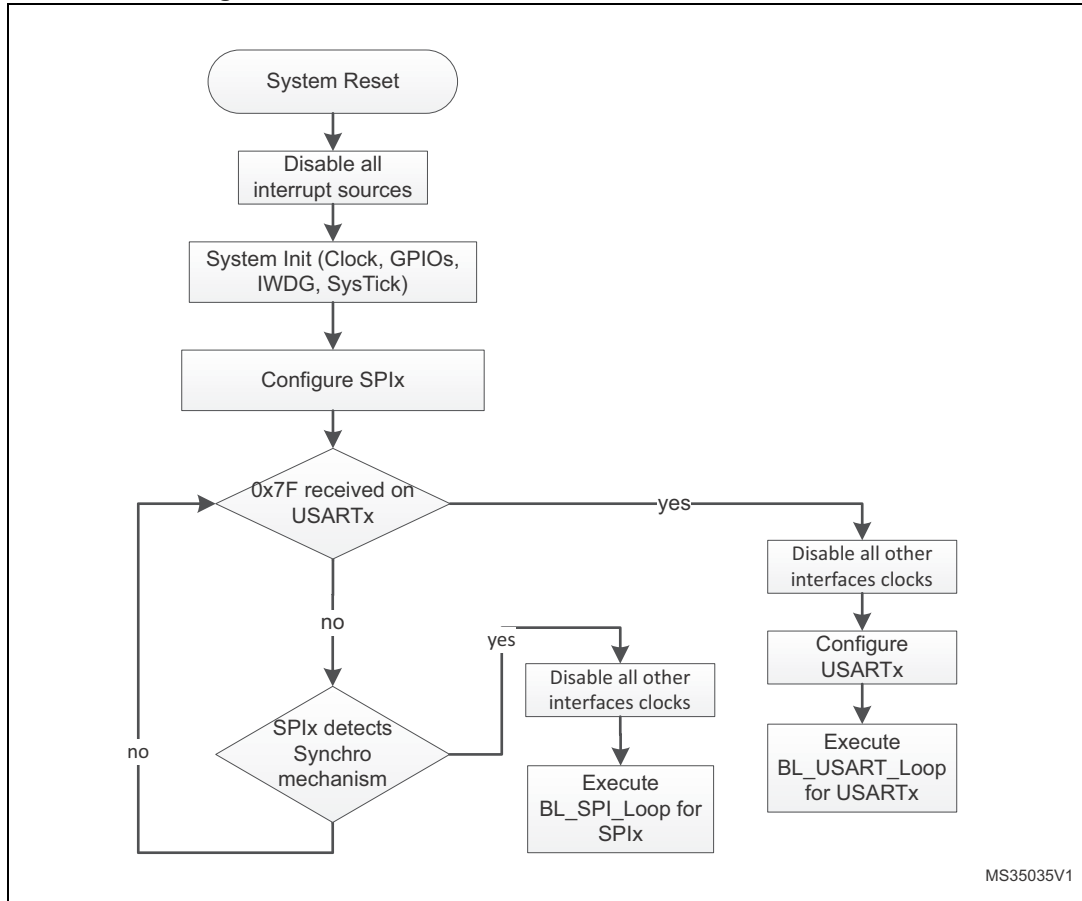 System Reset
Disable all
interrupt sources
System Init (Clock, GPIOs,
IWDG, SysTick)
Configure SPIx
0x7F received on
USARTx
yes
Disable all other
interfaces clocks
Configure
USARTx
Execute
BL_USART_Loop
for USARTx
no
SPIx detects
Synchro
mechanism
yes
Disable all other
interfaces clocks
Execute
BL_SPI_Loop for
SPIx
no
MS35035V1